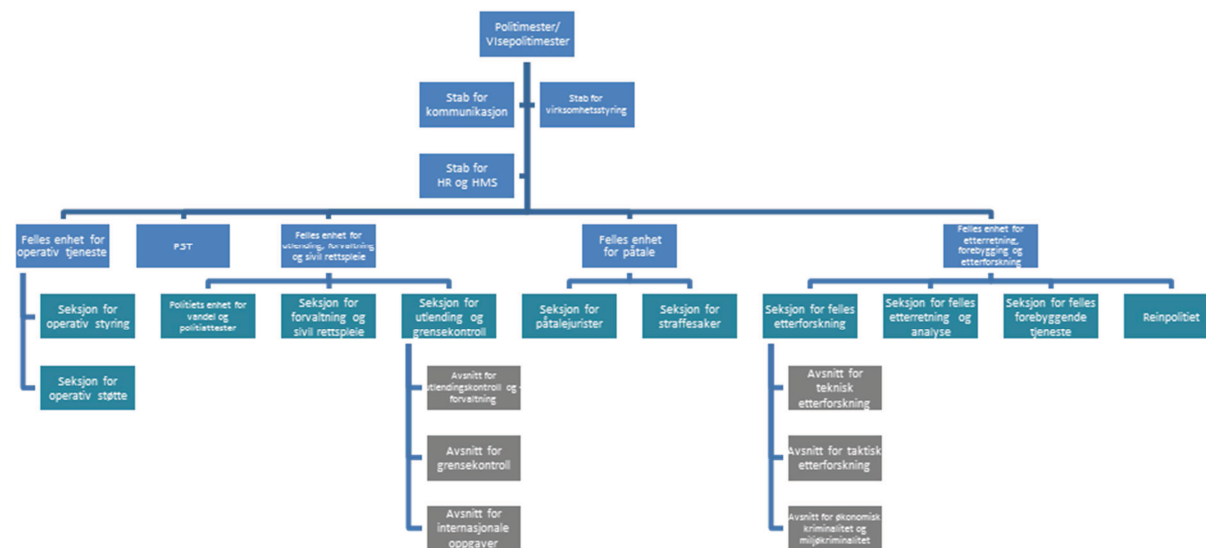 Politimester/
Visepolitimester
Stab for
kommunikasjon
Stab for
virksomhetsstyring
Stab for
HR og HMS
Felles enhet for
operativ tjeneste
PST
Felles enhet for
utlending, forvaltning
og sivil rettspleie
Felles enhet
for påtale
Felles enhet for
etterretning,
forebygging og
etterforskning
Seksjon for
operativ styring
Politiets enhet for
vandel og
politiattester
Seksjon for
forvaltning og
sivil rettspleie
Seksjon for
utlending og
grensekontroll
Seksjon for
påtalejurister
Seksjon for
straffesaker
Seksjon for felles
etterforskning
Seksjon for felles
etterretning og
analyse
Seksjon for felles
forebyggende
tjeneste
Reinpolitiet
Seksjon for
operativ støtte
Avsnitt for
utlendingskontroll og -
forvaltning
Avsnitt for
teknisk
etterforskning
Avsnitt for
grensekontroll
Avsnitt for taktisk
etterforskning
Avsnitt for
internasjonale
oppgaver
Avsnitt for økonomisk
kriminalitet og
miljøkriminalitet